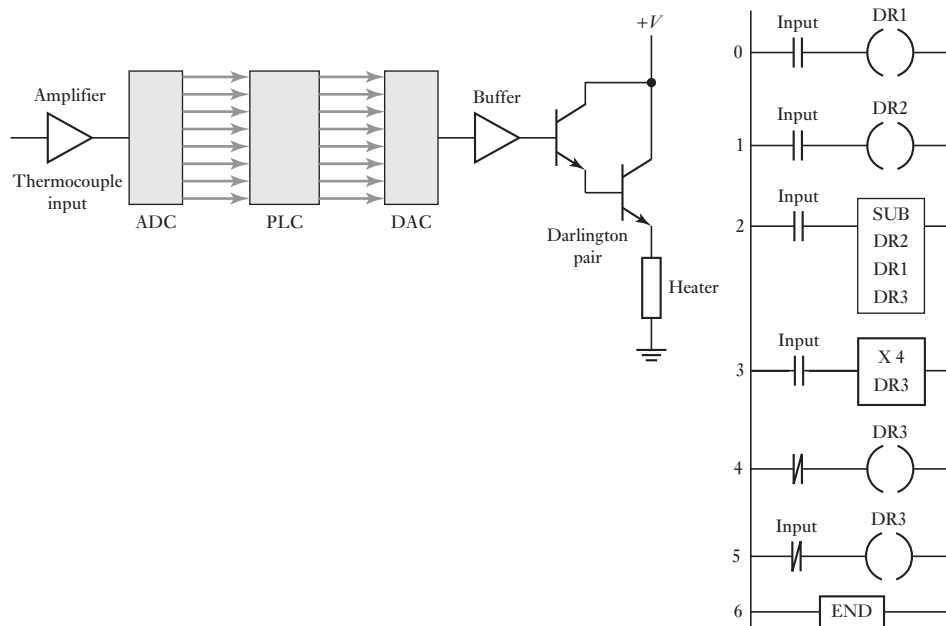 Amplifier
Thermocouple
input
ADC
PLC
DAC
Buffer
+V
Darlington
pair
Heater
Input
DR1
0
Input
DR2
1
Input
2
SUB
DR2
DR1
DR3
Input
3
X 4
DR3
DR3
4
Input
DR3
5
6
END